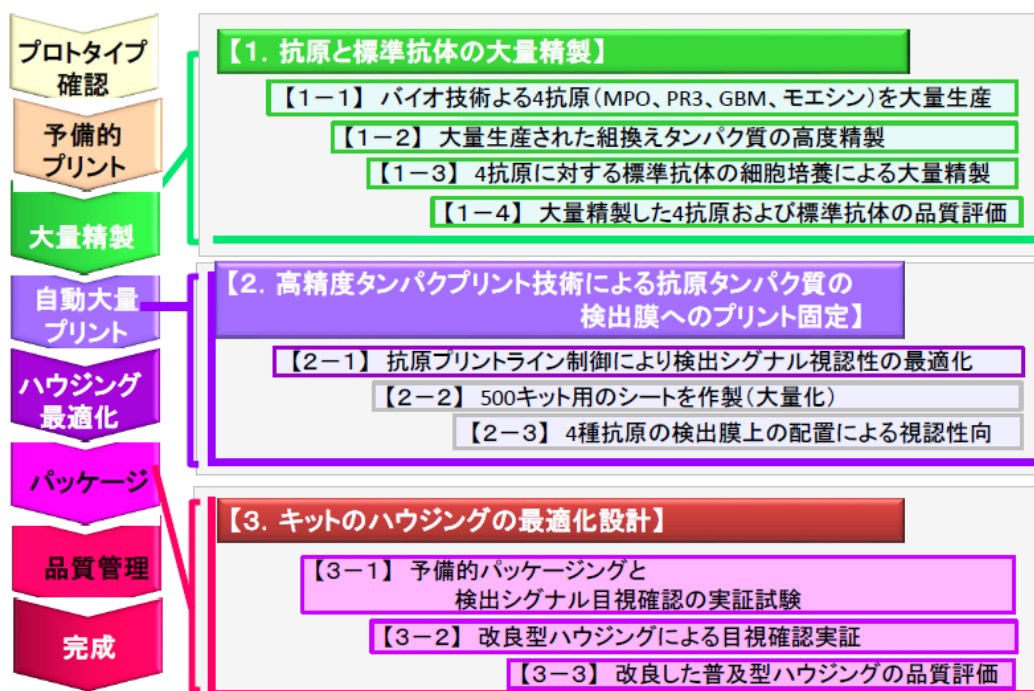 プロトタイプ
確認
予備的
プリント
大量精製
自動大量
プリント
ハウジング
最適化
パッケージ
品質管理
完成
【1. 抗原と標準抗体の大量精製】
【1-1】 バイオ技術よる4抗原(MPO、PR3、GBM、モエシン)を大量生産
【1-2】 大量生産された組換えタンパク質の高度精製
【1-3】 4抗原に対する標準抗体の細胞培養による大量精製
【1-4】 大量精製した4抗原および標準抗体の品質評価
【2. 高精度タンパクプリント技術による抗原タンパク質の
検出膜へのプリント固定】
【2-1】 抗原プリントライン制御により検出シグナル視認性の最適化
【2-2】 500キット用のシートを作製(大量化)
【2-3】 4種抗原の検出膜上の配置による視認性向
【3. キットのハウジングの最適化設計】
【3-1】 予備的パッケージングと
検出シグナル目視確認の実証試験
【3-2】 改良型ハウジングによる目視確認実証
【3-3】 改良した普及型ハウジングの品質評価